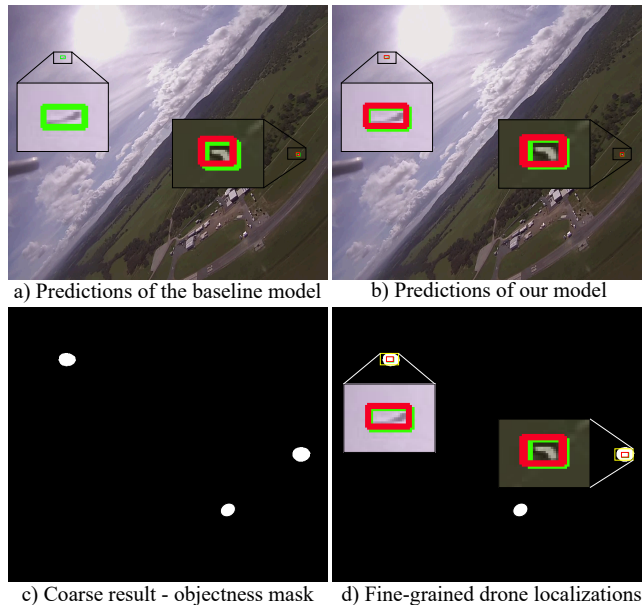 a) Predictions of the baseline model
b) Predictions of our model
c) Coarse result - objectness mask
d) Fine-grained drone localizations